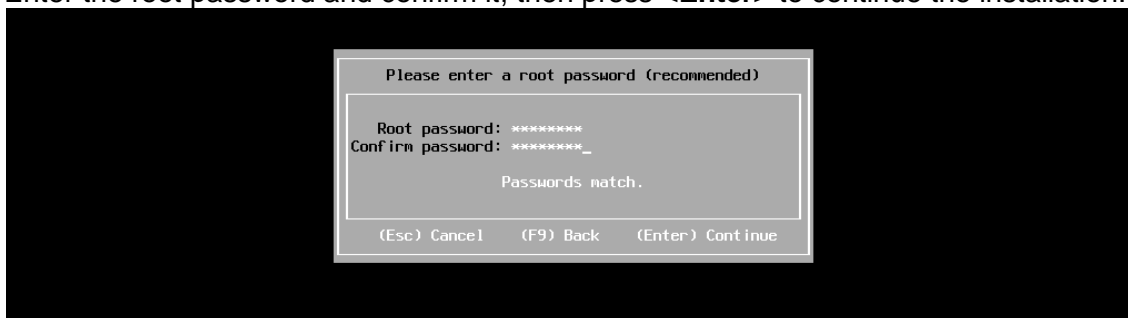 Enter the root password and confirm it, then press <Enter> to continue the installation.
Please enter a root password (recommended)
Root password: ********
Confirm password: ********_
Passwords match.
(Esc) Cancel (F9) Back (Enter) Continue